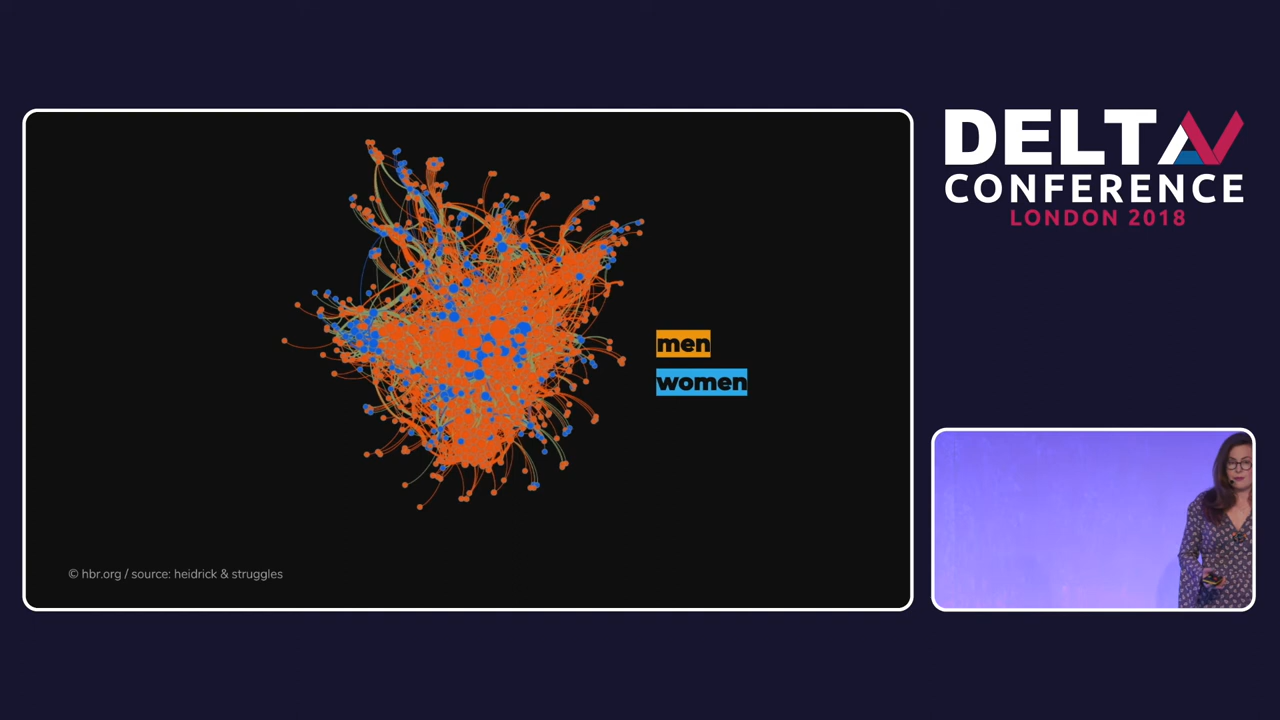 DELTA V
CONFERENCE
LONDON 2018
men
women
© hbr.org / source: heidrick & struggles